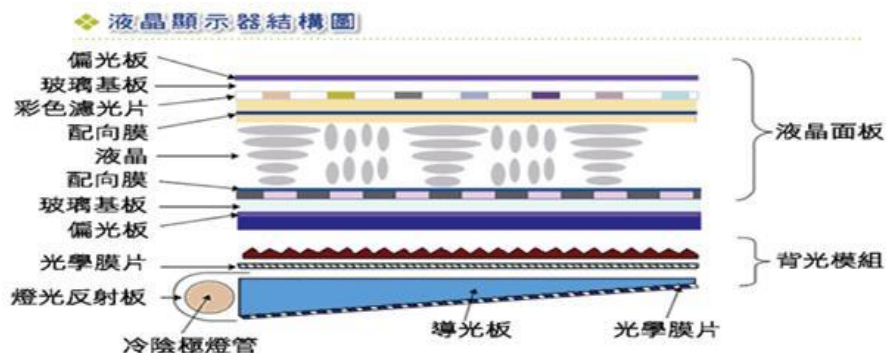 液晶顯示器結構圖
偏光板
玻璃基板
彩色濾光片
配向膜
液晶
配向膜
玻璃基板
偏光板
液晶面板
光學膜片
背光模組
燈光反射板
冷陰極燈管
導光板
光學膜片